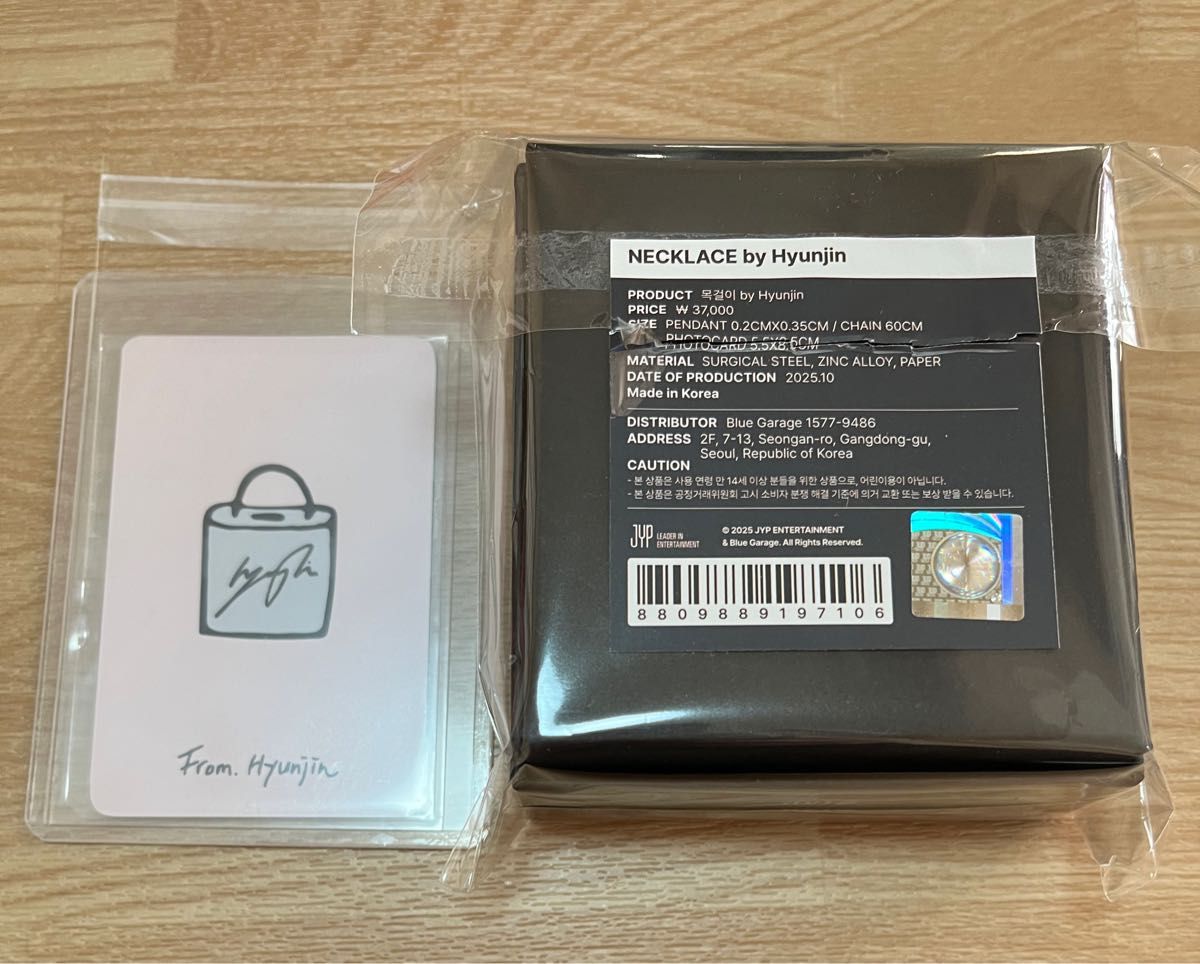 hyunjin
From. Hyunjin
NECKLACE by Hyunjin
PRODUCT 목걸이 by Hyunjin
PRICE ₩ 37,000
SIZE PENDANT 0.2CMX0.35CM / CHAIN 60CM
PHOTOCARD
MATERIAL SURGICAL STEEL, ZINC ALLOY, PAPER
DATE OF PRODUCTION 2025.10
Made in Korea
DISTRIBUTOR Blue Garage 1577-9486
ADDRESS 2F, 7-13, Seongan-ro, Gangdong-gu,
Seoul, Republic of Korea
CAUTION
- 본 상품은 사용 연령 만 14세 이상 분들을 위한 상품으로, 어린이용이 아닙니다.
- 본 상품은 공정거래위원회 고시 소비자 분쟁 해결 기준에 의거 교환 또는 보상 받을 수 있습니다.
JYP LEADER IN
ENTERTAINMENT
© 2025 JYP ENTERTAINMENT
& Blue Garage. All Rights Reserved.
8809889197106